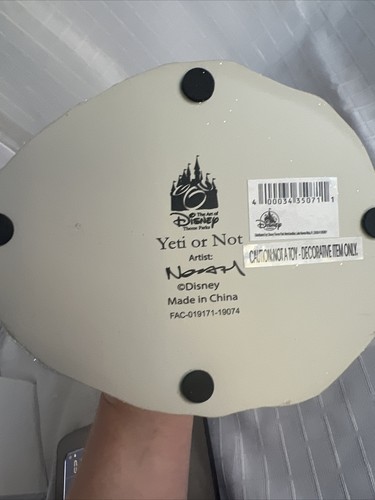 The Art of
Disney
Theme Parks
Yeti or Not
Artist:
©Disney
Made in China
FAC-019171-19074
4 00034 35071 1
CAUTION: NOT A TOY - DECORATIVE ITEM ONLY.